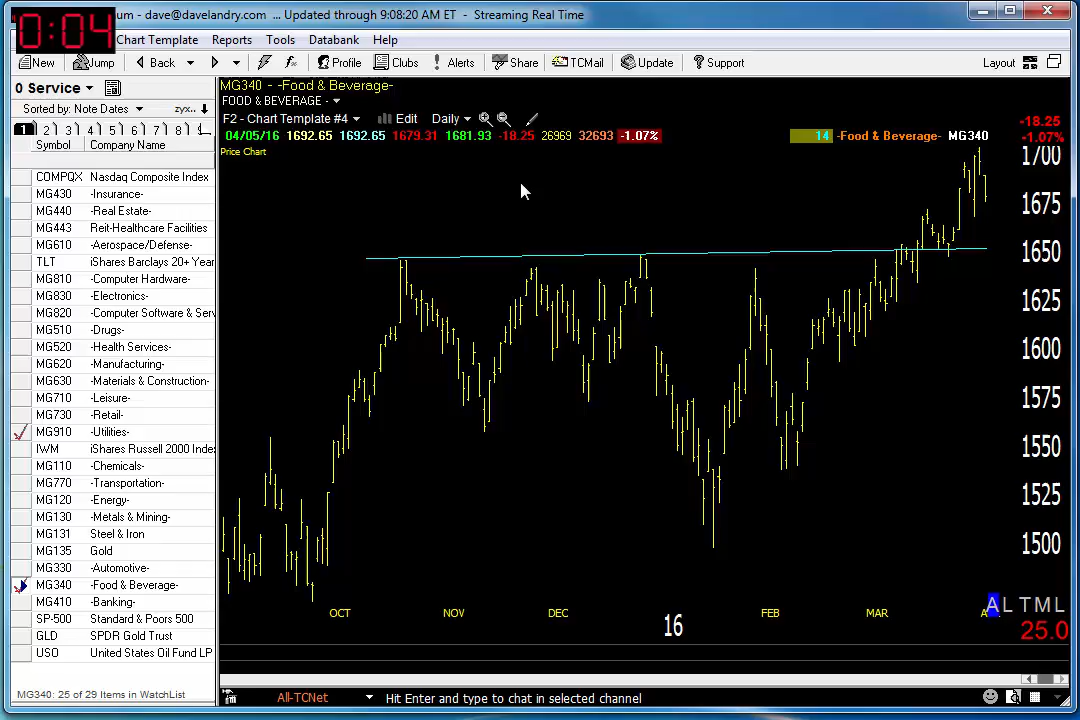 0:04
um - dave@davelandry.com ... Updated through 9:08:20 AM ET - Streaming Real Time
Chart Template Reports Tools Databank Help
New Jump Back Profile Clubs Alerts Share TCMail Update Support Layout
0 Service
Sorted by: Note Dates zyx..
1 2 3 4 5 6 7 8
Symbol Company Name
COMPQX Nasdaq Composite Index
MG430 -Insurance-
MG440 -Real Estate-
MG443 Reit-Healthcare Facilities
MG610 -Aerospace/Defense-
TLT iShares Barclays 20+ Year
MG810 -Computer Hardware-
MG830 -Electronics-
MG820 -Computer Software & Serv
MG510 -Drugs-
MG520 -Health Services-
MG620 -Manufacturing-
MG630 -Materials & Construction-
MG710 -Leisure-
MG730 -Retail-
MG910 -Utilities-
IWM iShares Russell 2000 Index
MG110 -Chemicals-
MG770 -Transportation-
MG120 -Energy-
MG130 -Metals & Mining-
MG131 Steel & Iron
MG135 Gold
MG330 -Automotive-
MG340 -Food & Beverage-
MG410 -Banking-
SP-500 Standard & Poors 500
GLD SPDR Gold Trust
USO United States Oil Fund LP
MG340: 25 of 29 Items in WatchList
MG340 - -Food & Beverage-
FOOD & BEVERAGE -
F2 - Chart Template #4 Edit Daily
04/05/16 1692.65 1692.65 1679.31 1681.93 -18.25 26969 32693 -1.07% 14 -Food & Beverage- MG340
Price Chart
-18.25
-1.07%
1700
1675
1650
1625
1600
1575
1550
1525
1500
OCT NOV DEC 16 FEB MAR A
A L T M L
25.0
All-TCNet Hit Enter and type to chat in selected channel